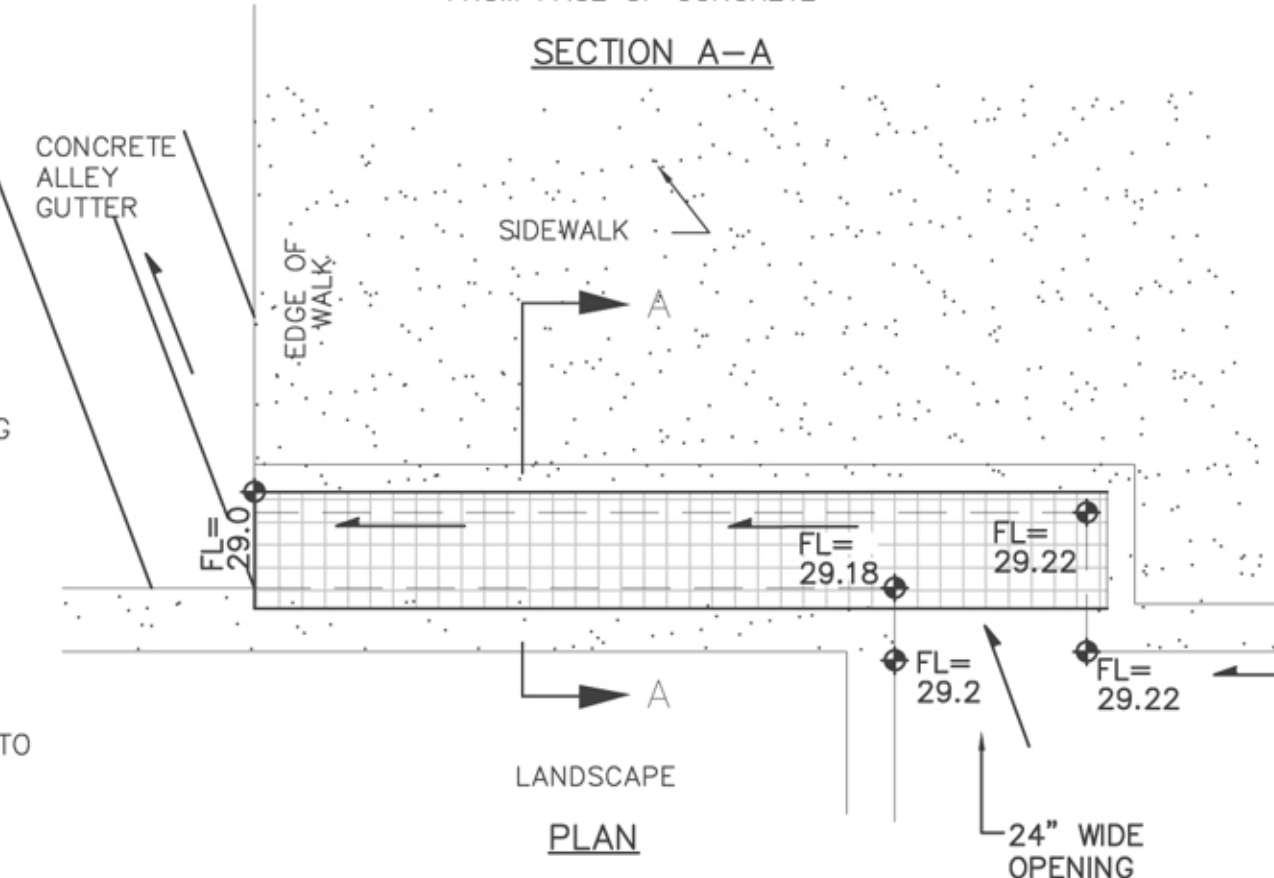 SECTION A-A
CONCRETE
ALLEY
GUTTER
SIDEWALK
EDGE OF
WALK
A
G
FL=
29.0
FL=
29.18
FL=
29.22
FL=
29.2
FL=
29.22
A
TO
LANDSCAPE
PLAN
24" WIDE
OPENING